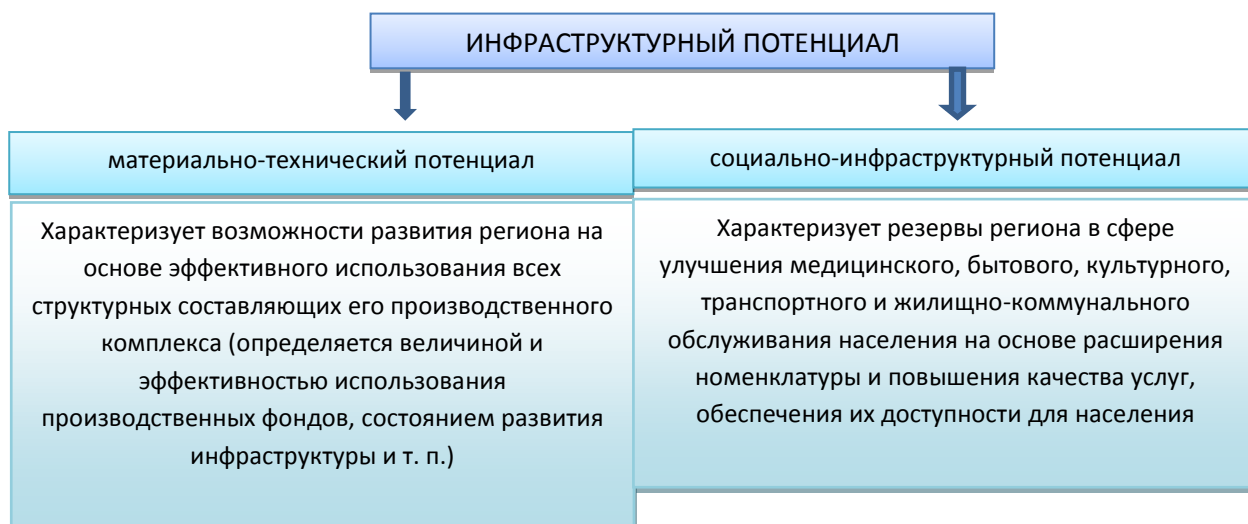 ИНФРАСТРУКТУРНЫЙ ПОТЕНЦИАЛ
материально-технический потенциал
Характеризует возможности развития региона на
основе эффективного использования всех
структурных составляющих его производственного
комплекса (определяется величиной и
эффективностью использования
производственных фондов, состоянием развития
инфраструктуры и т. п.)
социально-инфраструктурный потенциал
Характеризует резервы региона в сфере
улучшения медицинского, бытового, культурного,
транспортного и жилищно-коммунального
обслуживания населения на основе расширения
номенклатуры и повышения качества услуг,
обеспечения их доступности для населения